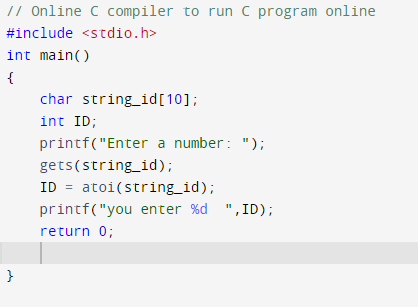 // Online C compiler to run C program online
#include <stdio.h>
int main()
{
    char string_id[10];
    int ID;
    printf("Enter a number: ");
    gets(string_id);
    ID = atoi(string_id);
    printf("you enter %d  ",ID);
    return 0;
}